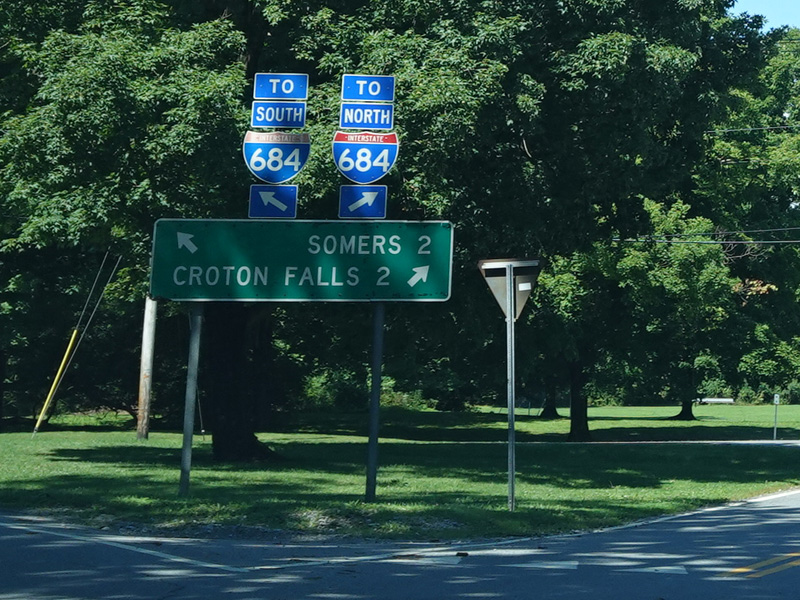 TO
SOUTH
INTERSTATE
684
TO
NORTH
INTERSTATE
684
SOMERS 2
CROTON FALLS 2